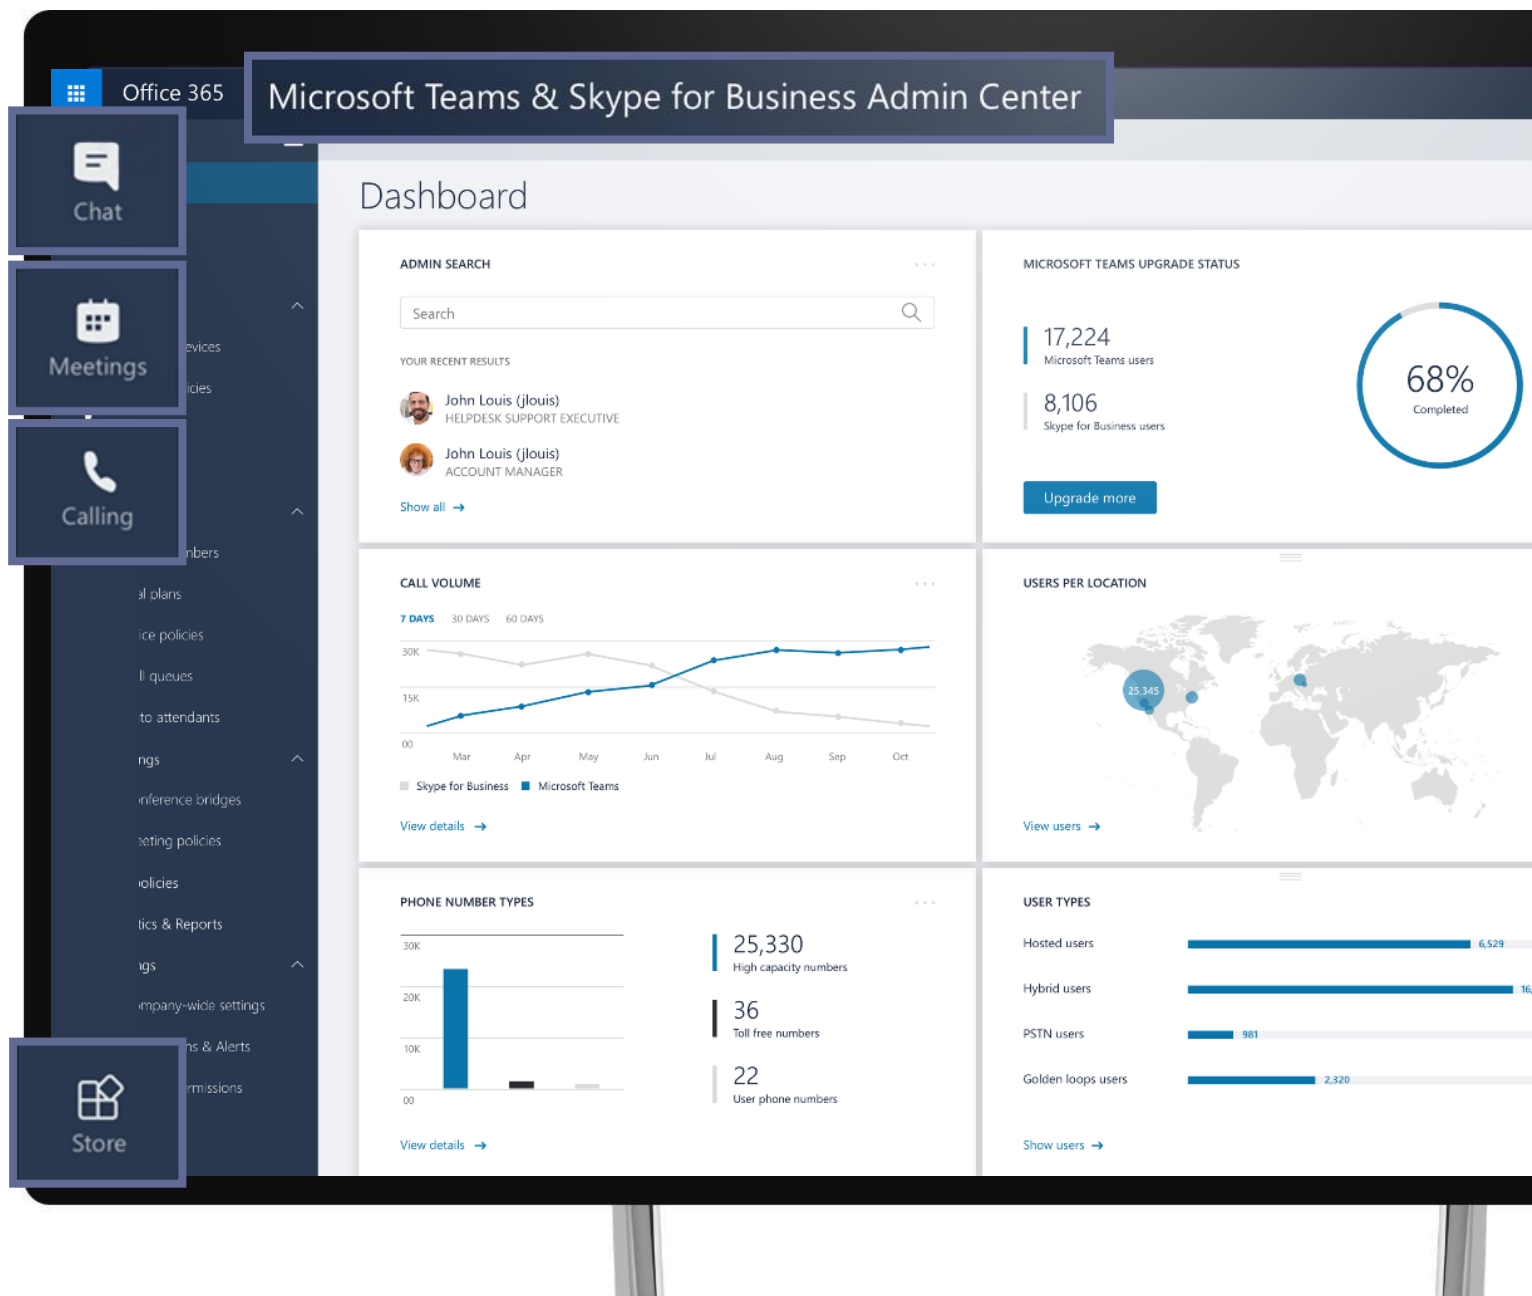 Office 365
Microsoft Teams & Skype for Business Admin Center
Chat
Meetings
Calling
evices
icies
nbers
al plans
ice policies
ll queues
to attendants
ngs
onference bridges
eeting policies
policies
tics & Reports
ngs
ompany-wide settings
ns & Alerts
ermissions
Store
Dashboard
ADMIN SEARCH
Search
YOUR RECENT RESULTS
John Louis (jlouis)
HELPDESK SUPPORT EXECUTIVE
John Louis (jlouis)
ACCOUNT MANAGER
Show all
MICROSOFT TEAMS UPGRADE STATUS
17,224
Microsoft Teams users
8,106
Skype for Business users
68%
Completed
Upgrade more
CALL VOLUME
7 DAYS 30 DAYS 60 DAYS
30K
15K
00
Mar Apr May Jun Jul Aug Sep Oct
Skype for Business Microsoft Teams
View details
USERS PER LOCATION
25,345
View users
PHONE NUMBER TYPES
30K
20K
10K
00
25,330
High capacity numbers
36
Toll free numbers
22
User phone numbers
View details
USER TYPES
Hosted users 6,529
Hybrid users 16,
PSTN users 981
Golden loops users 2,320
Show users